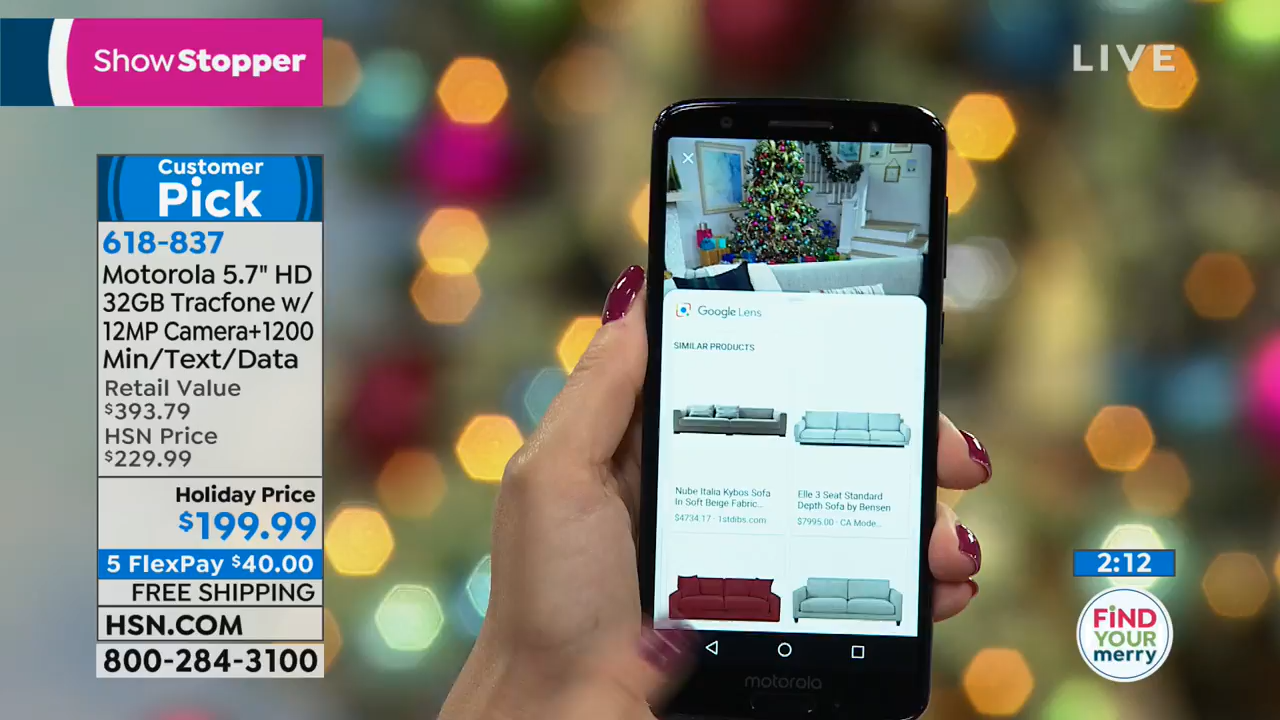 ShowStopper
LIVE
Customer
Pick
618-837
Motorola 5.7" HD
32GB Tracfone w/
12MP Camera+1200
Min/Text/Data
Retail Value
$393.79
HSN Price
$229.99
Holiday Price
$199.99
5 FlexPay $40.00
FREE SHIPPING
HSN.COM
800-284-3100
Google Lens
SIMILAR PRODUCTS
Nube Italia Kybos Sofa
In Soft Beige Fabric...
$4734.17 · 1stdibs.com
Elle 3 Seat Standard
Depth Sofa by Bensen
$7995.00 · CA Mode...
motorola
2:12
FiND
YOUR
merry